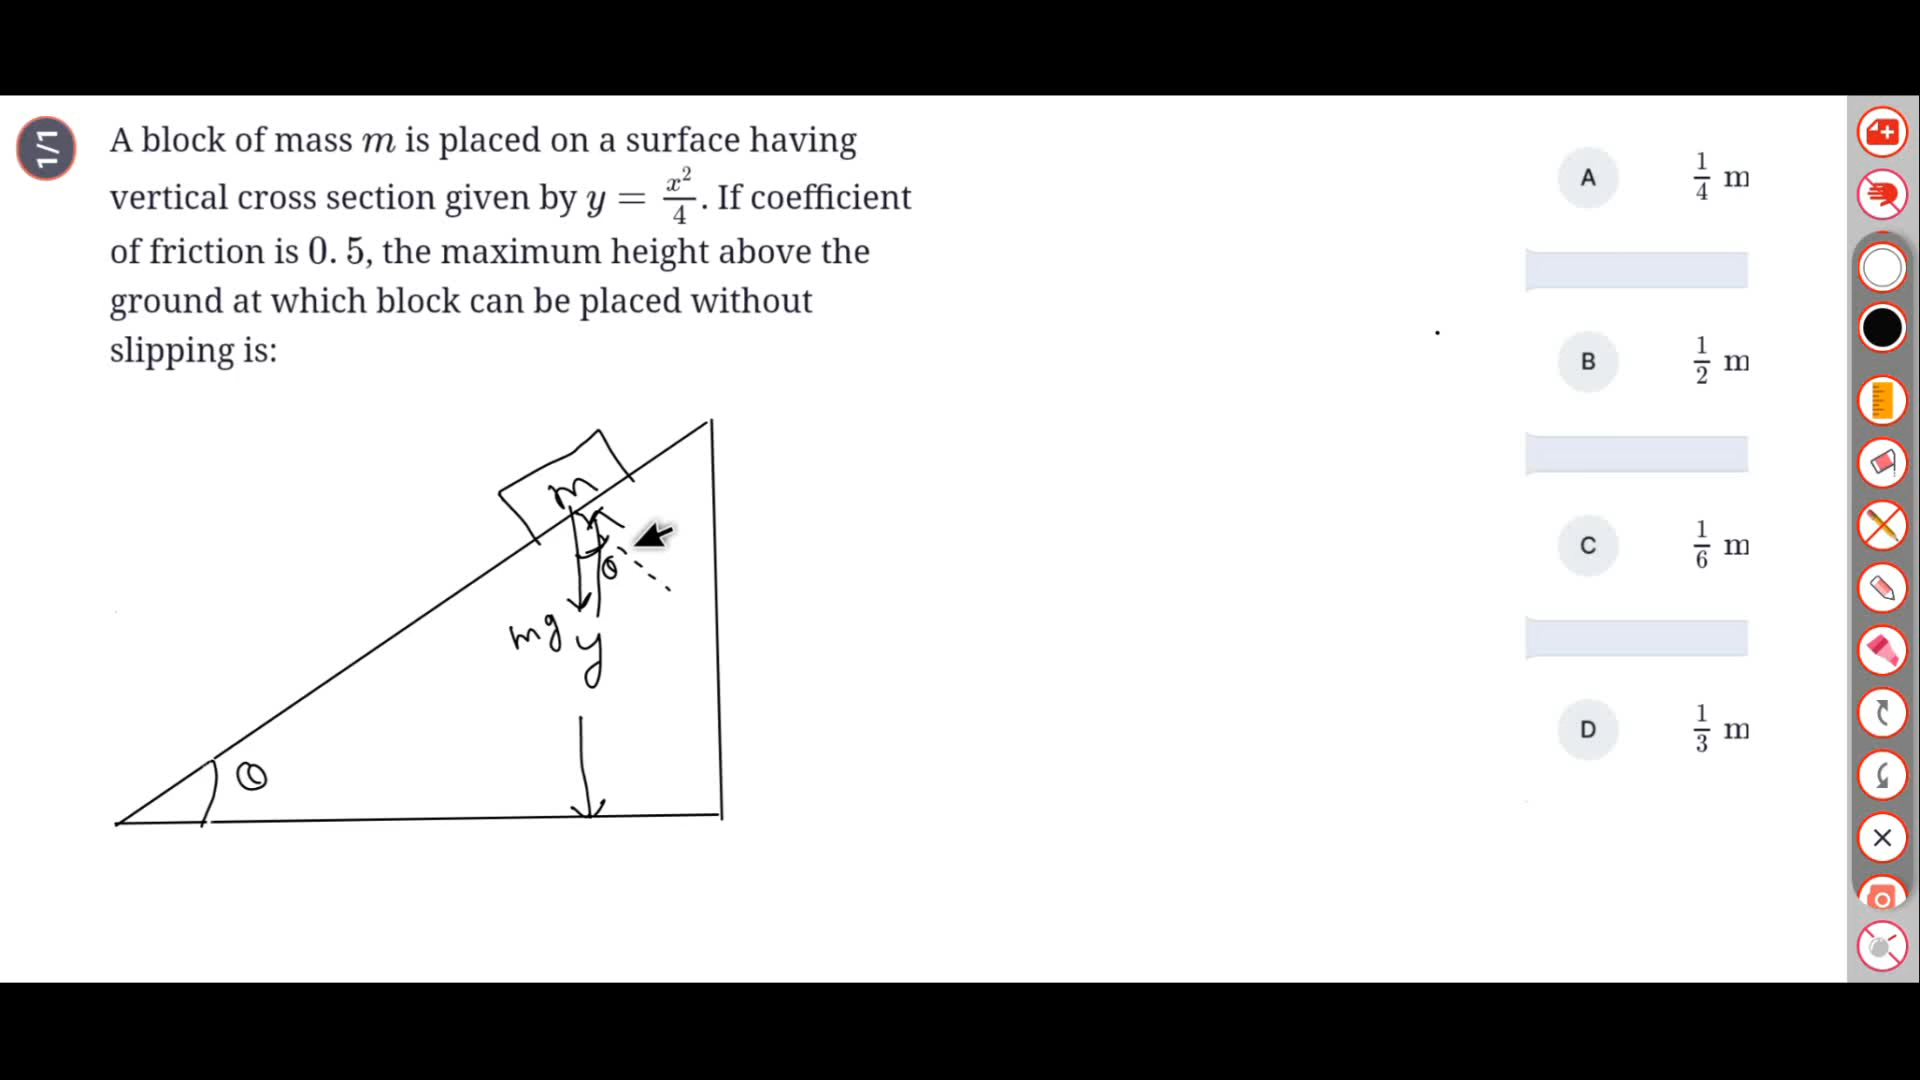 1/1
A block of mass m is placed on a surface having
vertical cross section given by y = x²/4. If coefficient
of friction is 0. 5, the maximum height above the
ground at which block can be placed without
slipping is:
A 1/4 m
B 1/2 m
C 1/6 m
D 1/3 m
m
θ
mg y
θ